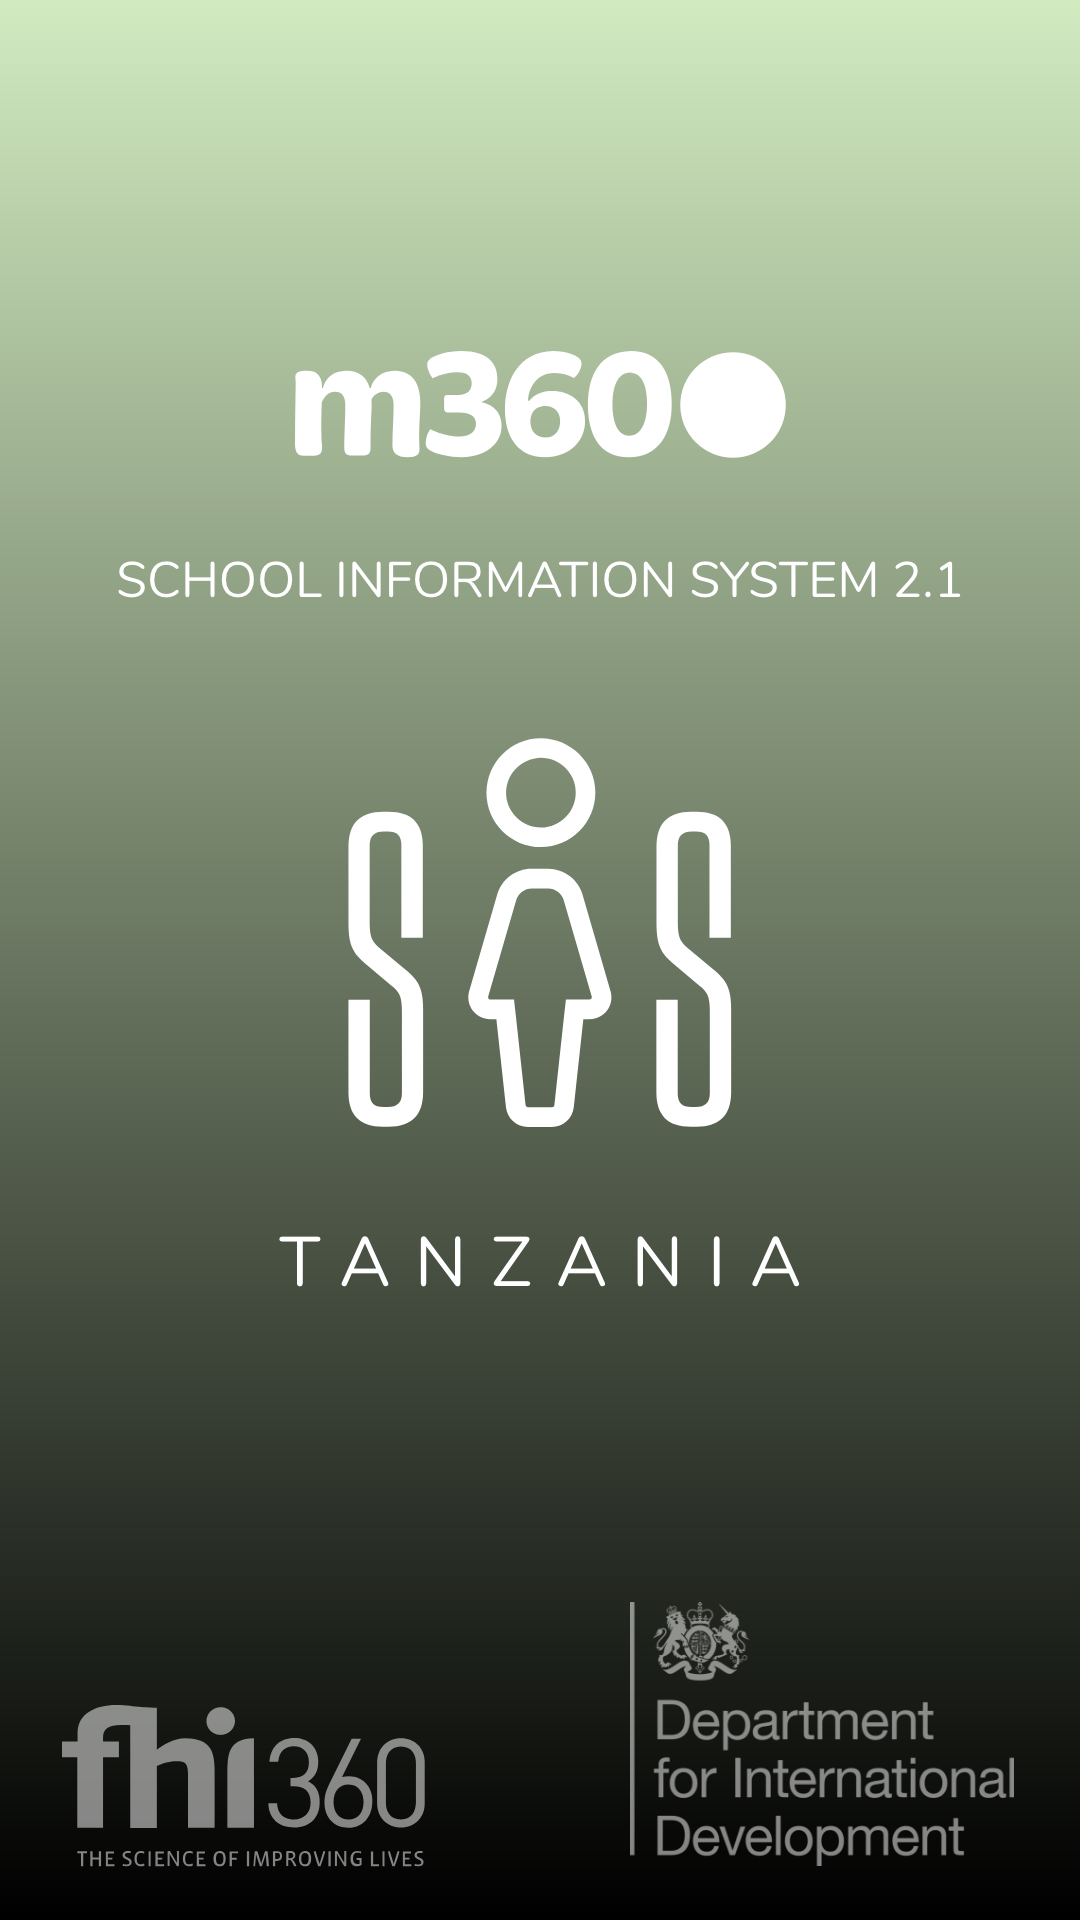 m360
SCHOOL INFORMATION SYSTEM 2.1
SIS
TANZANIA
fhi360
THE SCIENCE OF IMPROVING LIVES
Department
for International
Development